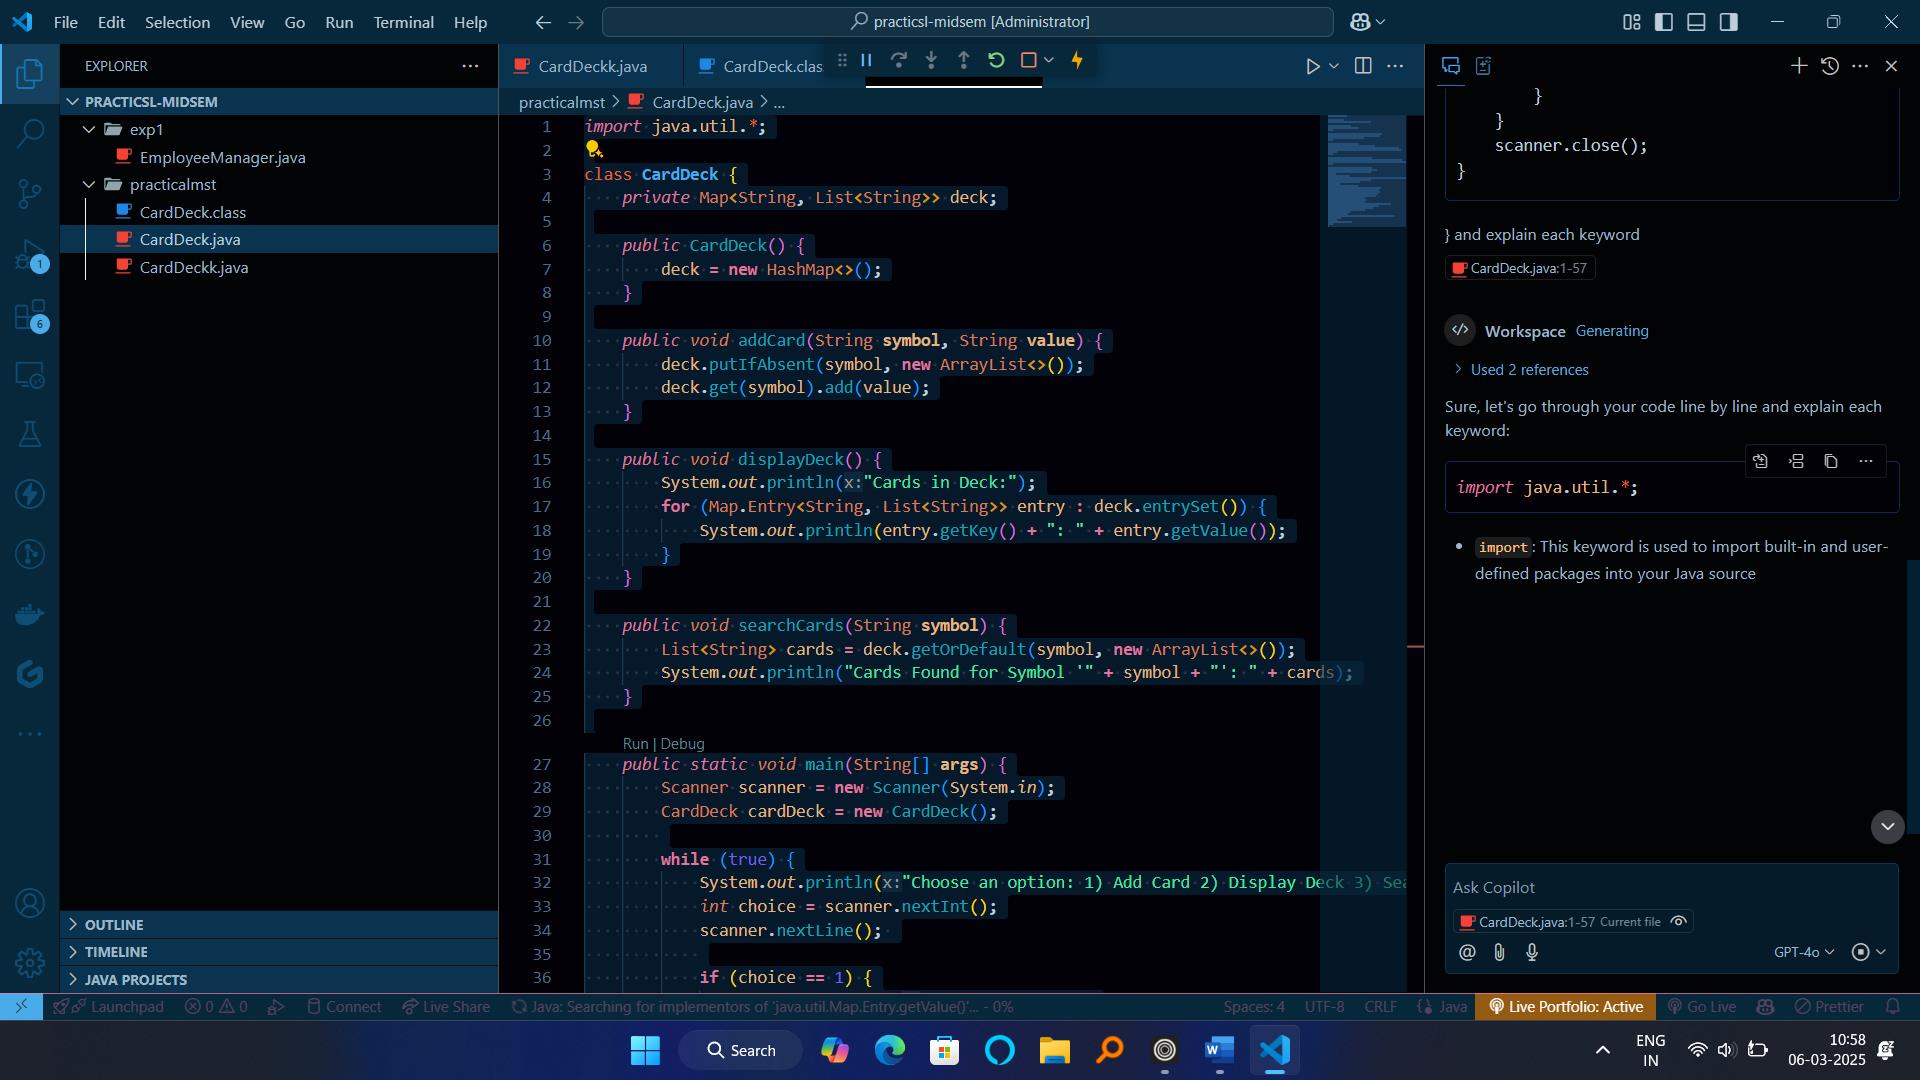 File Edit Selection View Go Run Terminal Help
practicsl-midsem [Administrator]
EXPLORER
PRACTICSL-MIDSEM
exp1
EmployeeManager.java
practicalmst
CardDeck.class
CardDeck.java
CardDeckk.java
1
6
OUTLINE
TIMELINE
JAVA PROJECTS
CardDeckk.java
CardDeck.clas
practicalmst > CardDeck.java > ...
1 import java.util.*;
2
3 class CardDeck {
4 private Map<String, List<String>> deck;
5
6 public CardDeck() {
7 deck = new HashMap<>();
8 }
9
10 public void addCard(String symbol, String value) {
11 deck.putIfAbsent(symbol, new ArrayList<>());
12 deck.get(symbol).add(value);
13 }
14
15 public void displayDeck() {
16 System.out.println(x:"Cards in Deck:");
17 for (Map.Entry<String, List<String>> entry : deck.entrySet()) {
18 System.out.println(entry.getKey() + ": " + entry.getValue());
19 }
20 }
21
22 public void searchCards(String symbol) {
23 List<String> cards = deck.getOrDefault(symbol, new ArrayList<>());
24 System.out.println("Cards Found for Symbol '" + symbol + "': " + cards);
25 }
26
Run | Debug
27 public static void main(String[] args) {
28 Scanner scanner = new Scanner(System.in);
29 CardDeck cardDeck = new CardDeck();
30
31 while (true) {
32 System.out.println(x:"Choose an option: 1) Add Card 2) Display Deck 3) Sea
33 int choice = scanner.nextInt();
34 scanner.nextLine();
35
36 if (choice == 1) {
}
}
scanner.close();
}
} and explain each keyword
CardDeck.java:1-57
Workspace Generating
> Used 2 references
Sure, let's go through your code line by line and explain each
keyword:
import java.util.*;
• import: This keyword is used to import built-in and user-
defined packages into your Java source
Ask Copilot
CardDeck.java:1-57 Current file
GPT-4o
Launchpad 0 0 Connect Live Share Java: Searching for implementors of 'java.util.Map.Entry.getValue()'... - 0% Spaces: 4 UTF-8 CRLF { } Java Live Portfolio: Active Go Live Prettier
Search
ENG
IN
10:58
06-03-2025